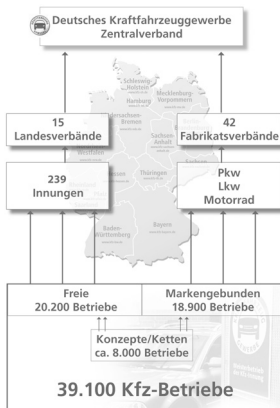 Deutsches Kraftfahrzeuggewerbe
Zentralverband
Schleswig-
Holstein
Mecklenburg-
Vorpommern
Hamburg
Bremen
Sachsen-
Anhalt
Westfalen
Thüringen
Baden-
Württemberg
Bayern
15
Landesverbände
42
Fabrikatsverbände
239
Innungen
Pkw
Lkw
Motorrad
Freie
20.200 Betriebe
Markengebunden
18.900 Betriebe
Konzepte/Ketten
ca. 8.000 Betriebe
39.100 Kfz-Betriebe